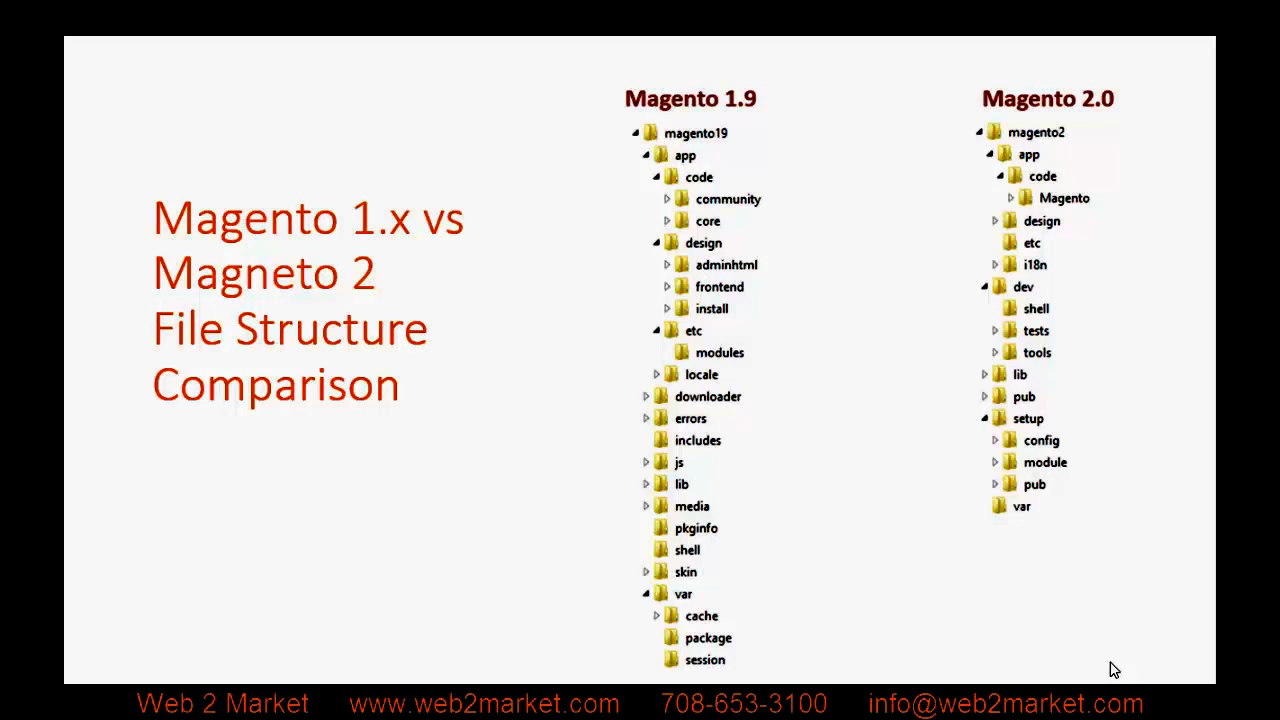 Magento 1.x vs
Magneto 2
File Structure
Comparison
Magento 1.9
magento19
app
code
community
core
design
adminhtml
frontend
install
etc
modules
locale
downloader
errors
includes
js
lib
media
pkginfo
shell
skin
var
cache
package
session
Magento 2.0
magento2
app
code
Magento
design
etc
i18n
dev
shell
tests
tools
lib
pub
setup
config
module
pub
var
Web 2 Market www.web2market.com 708-653-3100 info@web2market.com